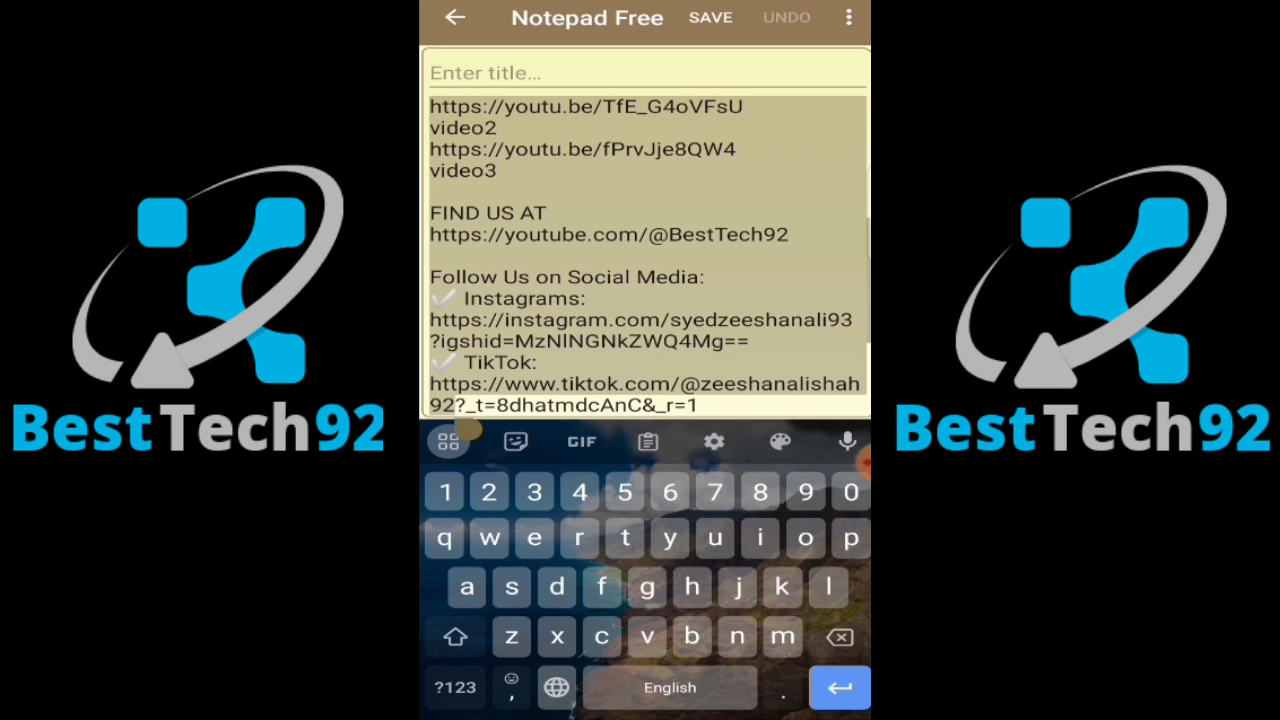 Notepad Free SAVE UNDO
Enter title...
https://youtu.be/TfE_G4oVFsU
video2
https://youtu.be/fPrvJje8QW4
video3
FIND US AT
https://youtube.com/@BestTech92
Follow Us on Social Media:
✔️ Instagrams:
https://instagram.com/syedzeeshanali93
?igshid=MzNlNGNkZWQ4Mg==
✔️ TikTok:
https://www.tiktok.com/@zeeshanalishah
92?_t=8dhatmdcAnC&_r=1
BestTech92
BestTech92
GIF
1 2 3 4 5 6 7 8 9 0
q w e r t y u i o p
a s d f g h j k l
z x c v b n m
?123 , English .